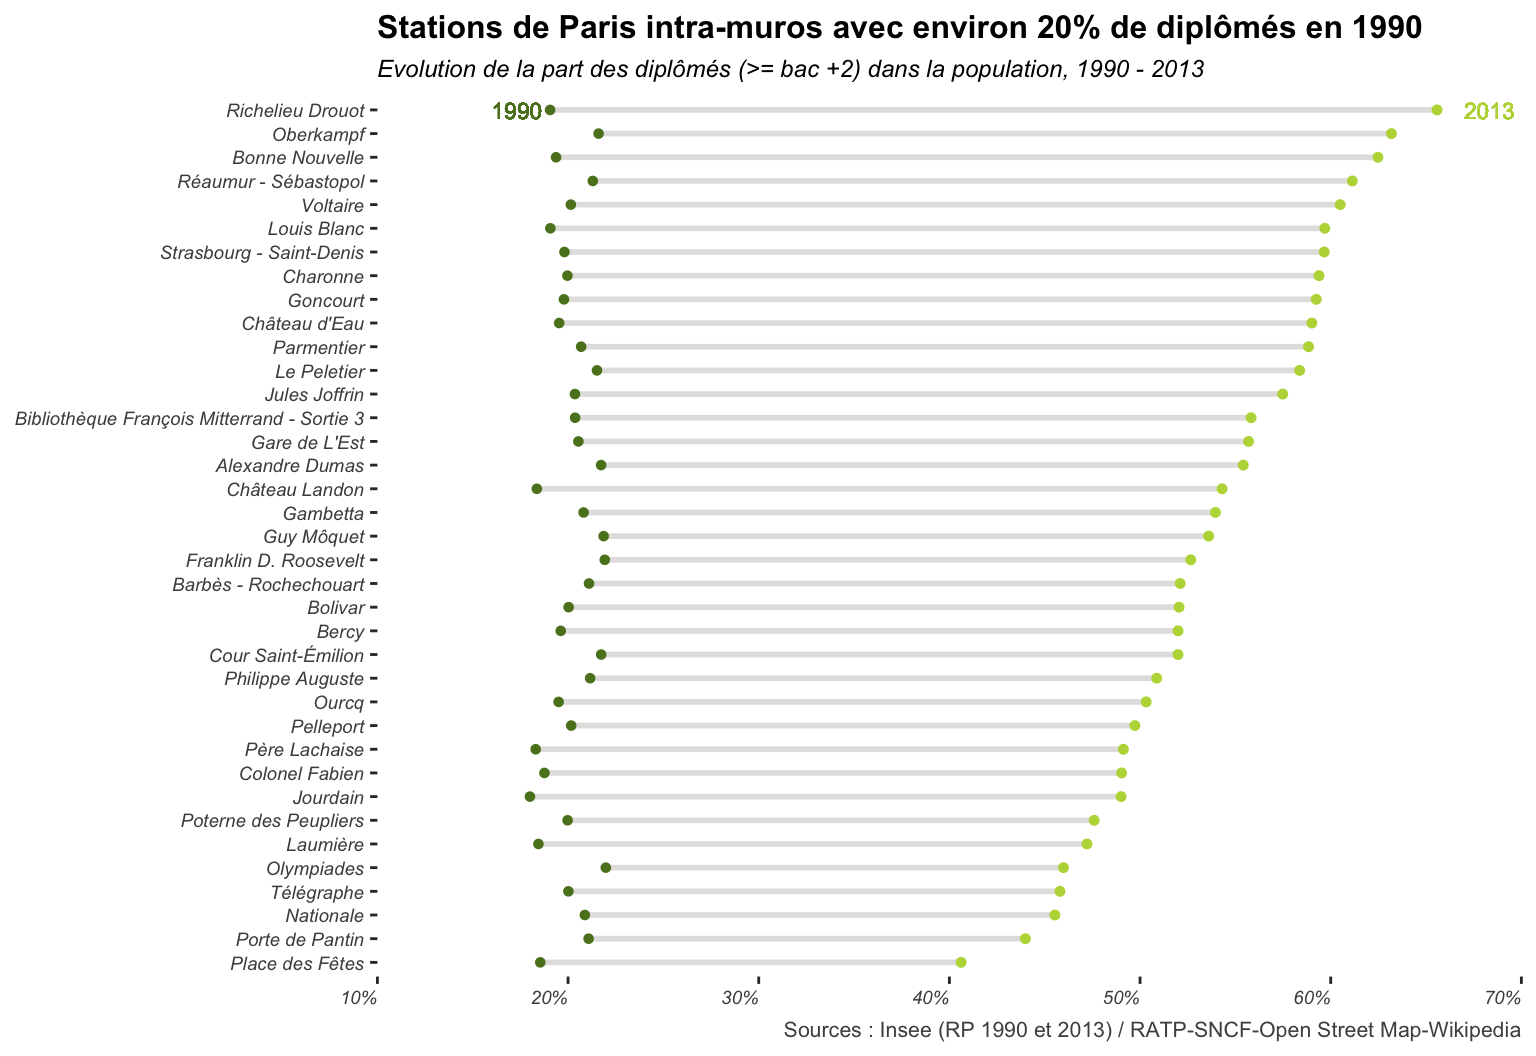 Stations de Paris intra-muros avec environ 20% de diplômés en 1990
Evolution de la part des diplômés (>= bac +2) dans la population, 1990 - 2013
Richelieu Drouot
1990
2013
Oberkampf
Bonne Nouvelle
Réaumur - Sébastopol
Voltaire
Louis Blanc
Strasbourg - Saint-Denis
Charonne
Goncourt
Château d'Eau
Parmentier
Le Peletier
Jules Joffrin
Bibliothèque François Mitterrand - Sortie 3
Gare de L'Est
Alexandre Dumas
Château Landon
Gambetta
Guy Môquet
Franklin D. Roosevelt
Barbès - Rochechouart
Bolivar
Bercy
Cour Saint-Émilion
Philippe Auguste
Ourcq
Pelleport
Père Lachaise
Colonel Fabien
Jourdain
Poterne des Peupliers
Laumière
Olympiades
Télégraphe
Nationale
Porte de Pantin
Place des Fêtes
10% 20% 30% 40% 50% 60% 70%
Sources : Insee (RP 1990 et 2013) / RATP-SNCF-Open Street Map-Wikipedia